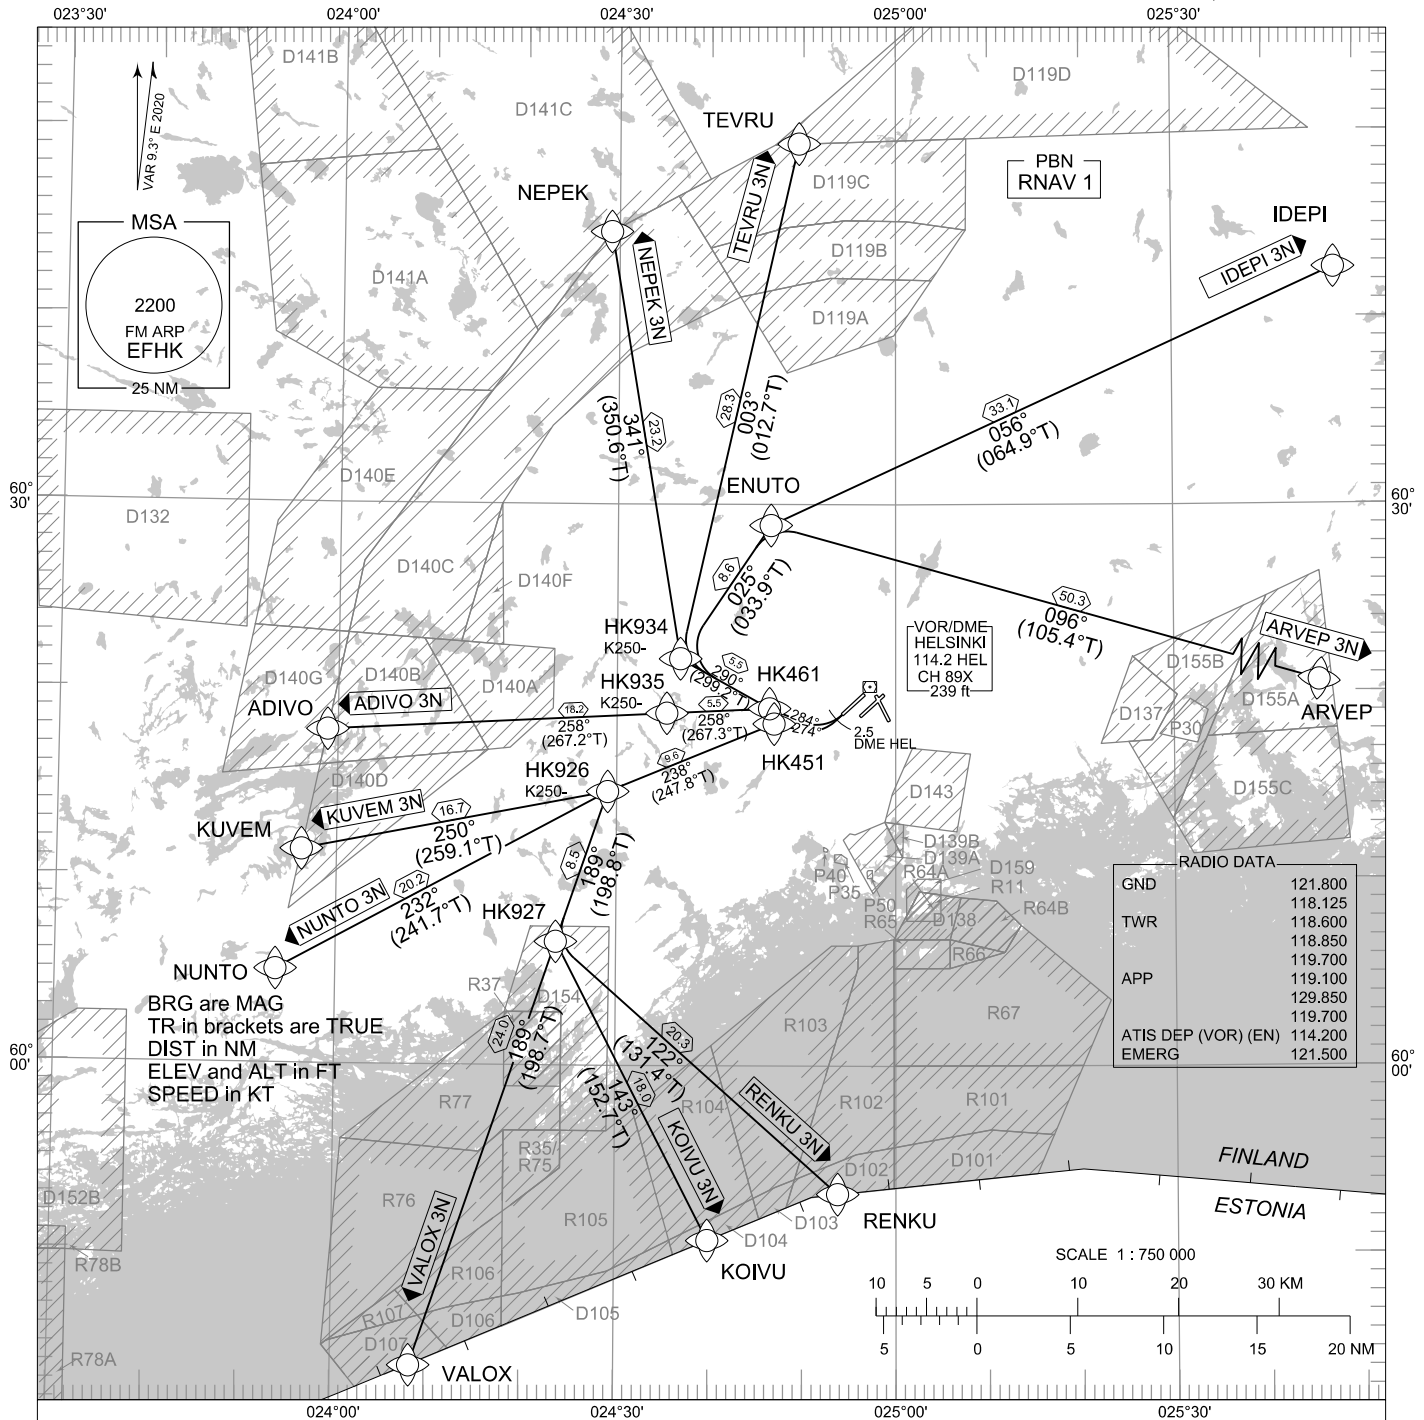 023°30'
024°00'
024°30'
025°00'
025°30'
D141B
D119D
D141C
TEVRU
VAR 9.3° E 2020
PBN
RNAV 1
NEPEK
TEVRU 3N
D119C
IDEPI
MSA
2200
FM ARP
EFHK
25 NM
D141A
NEPEK 3N
D119B
IDEPI 3N
D119A
341°
(350.6°T)
23.2
28.3
003°
(012.7°T)
33.1
056°
(064.9°T)
D140E
ENUTO
60°
30'
60°
30'
D132
D140C
D140F
8.6
025°
(033.9°T)
50.3
096°
(105.4°T)
HK934
K250-
VOR/DME
HELSINKI
114.2 HEL
CH 89X
239 ft
ARVEP 3N
D155B
5.5
290°
(299.2°T)
HK461
D140G
D140B
D140A
HK935
K250-
D155A
ADIVO
ADIVO 3N
18.2
258°
(267.2°T)
5.5
258°
(267.3°T)
284°
274°
2.5
DME HEL
D137
P30
ARVEP
HK451
D140D
HK926
K250-
9.6
238°
(247.8°T)
D143
D155C
KUVEM
KUVEM 3N
16.7
250°
(259.1°T)
8.5
189°
(198.8°T)
D139B
D139A
R64A
D159
R11
P40
P35
RADIO DATA
GND 121.800
118.125
TWR 118.600
118.850
119.700
APP 119.100
129.850
119.700
ATIS DEP (VOR) (EN) 114.200
EMERG 121.500
NUNTO 3N
20.2
232°
(241.7°T)
HK927
P50
R65
D138
R64B
R66
NUNTO
BRG are MAG
TR in brackets are TRUE
DIST in NM
ELEV and ALT in FT
SPEED in KT
R37
D154
24.0
189°
(198.7°T)
20.3
122°
(131.4°T)
143°
(152.7°T)
18.0
R103
R67
60°
00'
60°
00'
R77
R104
R102
R101
RENKU 3N
KOIVU 3N
R35/
R75
D102
D101
FINLAND
ESTONIA
D152B
R76
VALOX 3N
R105
D103
RENKU
D104
KOIVU
R78B
R106
R107
D106
D105
D107
R78A
VALOX
SCALE 1 : 750 000
10 5 0 10 20 30 KM
5 0 5 10 15 20 NM
024°00'
024°30'
025°00'
025°30'